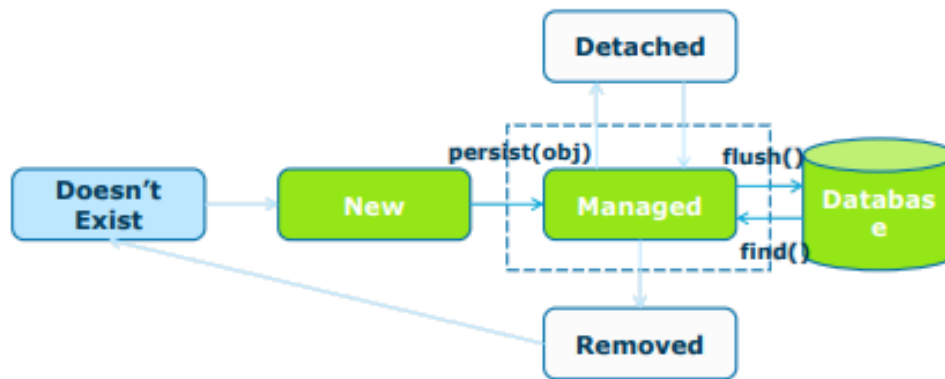 Detached
persist(obj)
flush()
Doesn't
Exist
New
Managed
Databas
e
find()
Removed